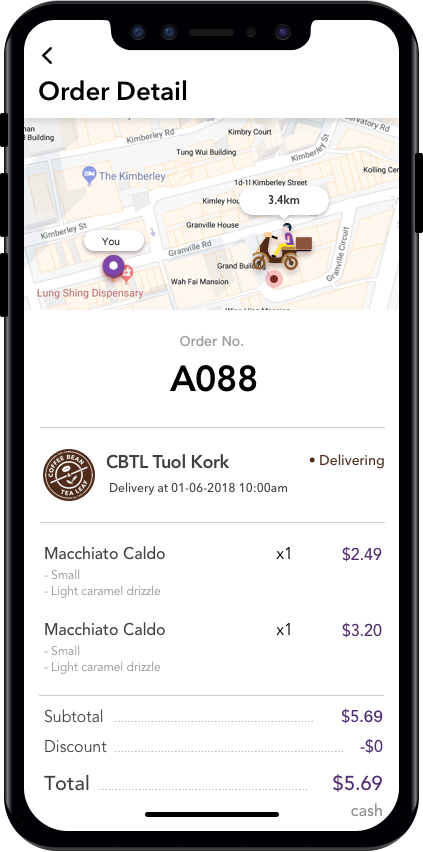 Order Detail
Kimberley Rd
Kimbry Court
Building
Tung Wui Building
Kimberley St
Kolling Cen
The Kimberley
1d-1I Kimberley Street
3.4km
Kimley Hou
Kimberley St
Granville House
You
Granville Rd
Granville Circuit
Grand Building
Wah Fai Mansion
Lung Shing Dispensary
Order No.
A088
COFFEE BEAN
TEA LEAF
CBTL Tuol Kork
• Delivering
Delivery at 01-06-2018 10:00am
Macchiato Caldo x1 $2.49
- Small
- Light caramel drizzle
Macchiato Caldo x1 $3.20
- Small
- Light caramel drizzle
Subtotal $5.69
Discount -$0
Total $5.69
cash